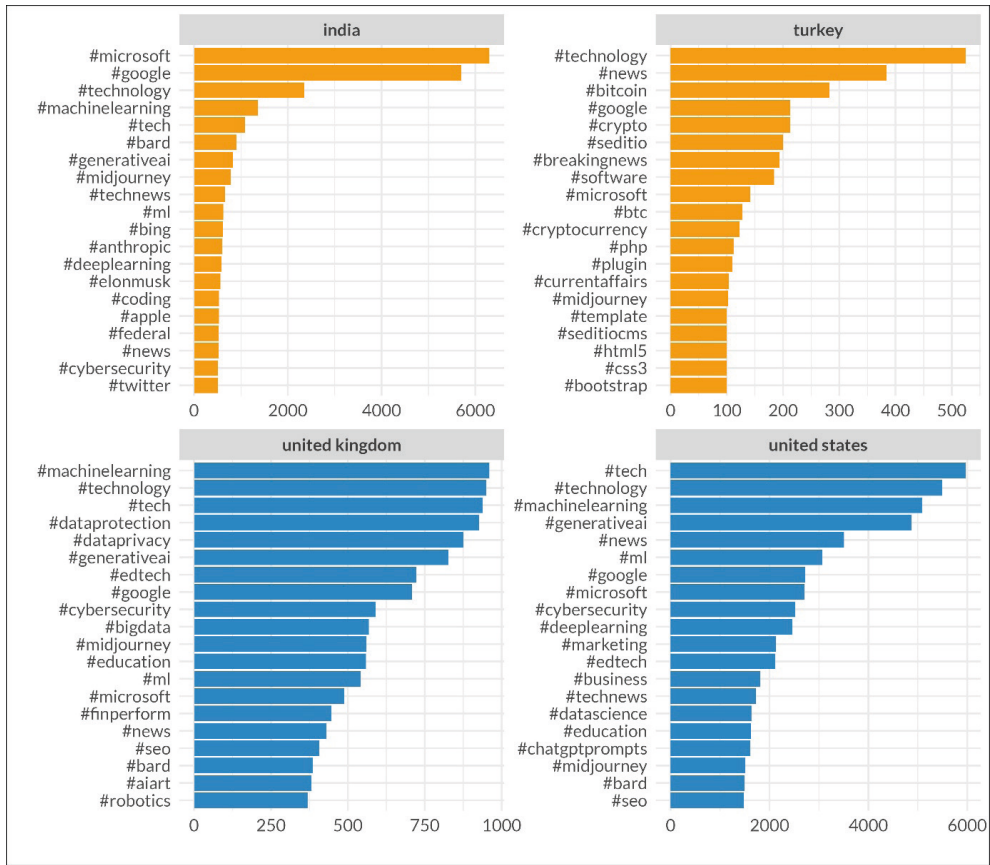 india
#microsoft
#google
#technology
#machinelearning
#tech
#bard
#generativeai
#midjourney
#technews
#ml
#bing
#anthropic
#deeplearning
#elonmusk
#coding
#apple
#federal
#news
#cybersecurity
#twitter
0 2000 4000 6000
turkey
#technology
#news
#bitcoin
#google
#crypto
#seditio
#breakingnews
#software
#microsoft
#btc
#cryptocurrency
#php
#plugin
#currentaffairs
#midjourney
#template
#seditiocms
#html5
#css3
#bootstrap
0 100 200 300 400 500
united kingdom
#machinelearning
#technology
#tech
#dataprotection
#dataprivacy
#generativeai
#edtech
#google
#cybersecurity
#bigdata
#midjourney
#education
#ml
#microsoft
#finperform
#news
#seo
#bard
#aiart
#robotics
0 250 500 750 1000
united states
#tech
#technology
#machinelearning
#generativeai
#news
#ml
#google
#microsoft
#cybersecurity
#deeplearning
#marketing
#edtech
#business
#technews
#datascience
#education
#chatgptprompts
#midjourney
#bard
#seo
0 2000 4000 6000